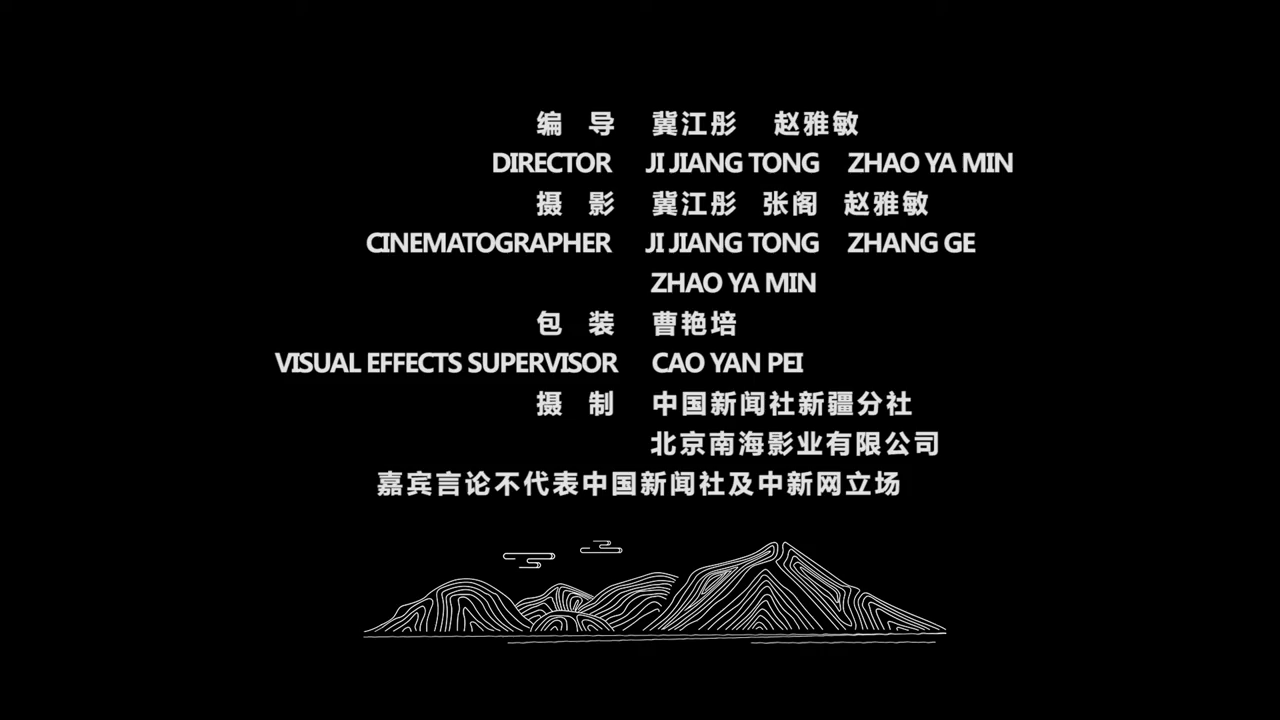 编 导 冀江彤 赵雅敏
DIRECTOR JI JIANG TONG ZHAO YA MIN
摄 影 冀江彤 张阁 赵雅敏
CINEMATOGRAPHER JI JIANG TONG ZHANG GE
ZHAO YA MIN
包 装 曹艳培
VISUAL EFFECTS SUPERVISOR CAO YAN PEI
摄 制 中国新闻社新疆分社
北京南海影业有限公司
嘉宾言论不代表中国新闻社及中新网立场